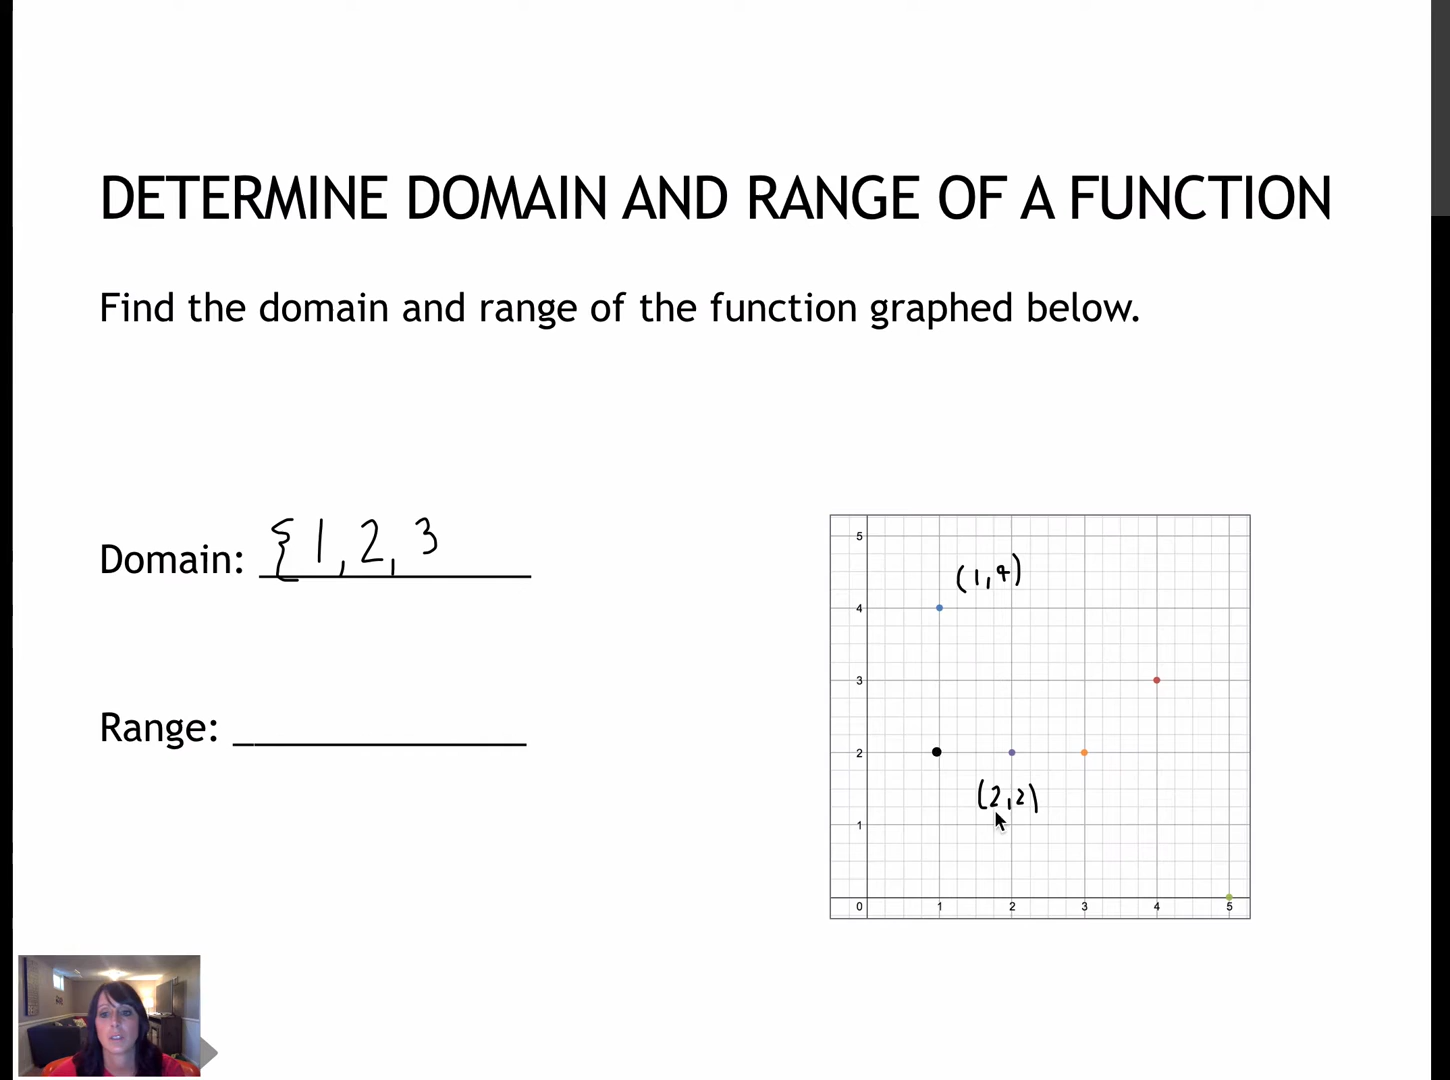 DETERMINE DOMAIN AND RANGE OF A FUNCTION
Find the domain and range of the function graphed below.
Domain: { 1, 2, 3
Range: ______________
5
(1,4)
4
3
2
(2,2)
1
0 1 2 3 4 5